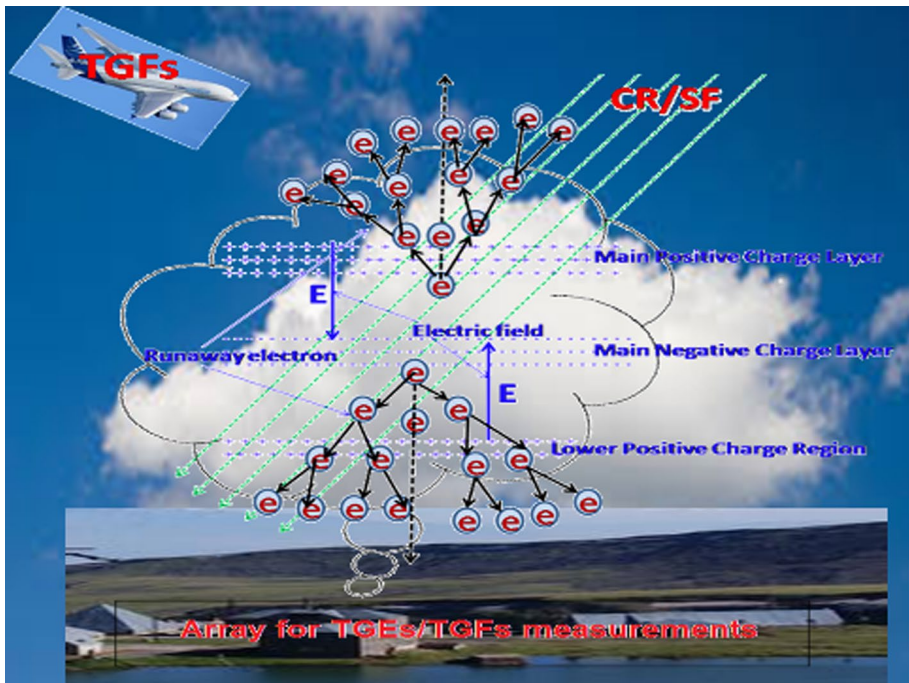 TGFs
CR/SF
e e e e e e
e e e e e
e
e e e
Main Positive Charge Layer
e
E
Electric field
Runaway electron
Main Negative Charge Layer
e
E
e e e
Lower Positive Charge Region
e e e e
e e e e e e e e
Array for TGEs/TGFs measurements